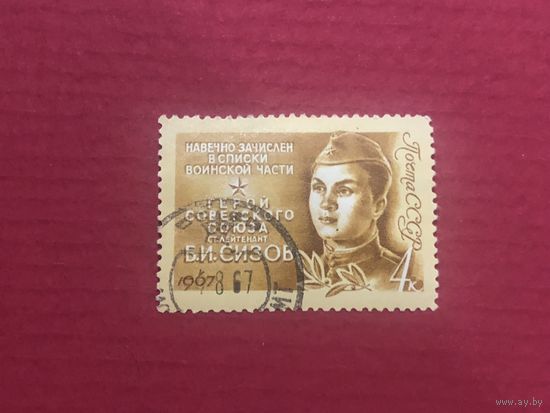 НАВЕЧНО ЗАЧИСЛЕН
В СПИСКИ
ВОИНСКОЙ ЧАСТИ
ГЕРОЙ
СОВЕТСКОГО
СОЮЗА
СТ. ЛЕЙТЕНАНТ
Б.И. СИЗОВ
1967
8 67
Почта СССР
4к
www.ay.by